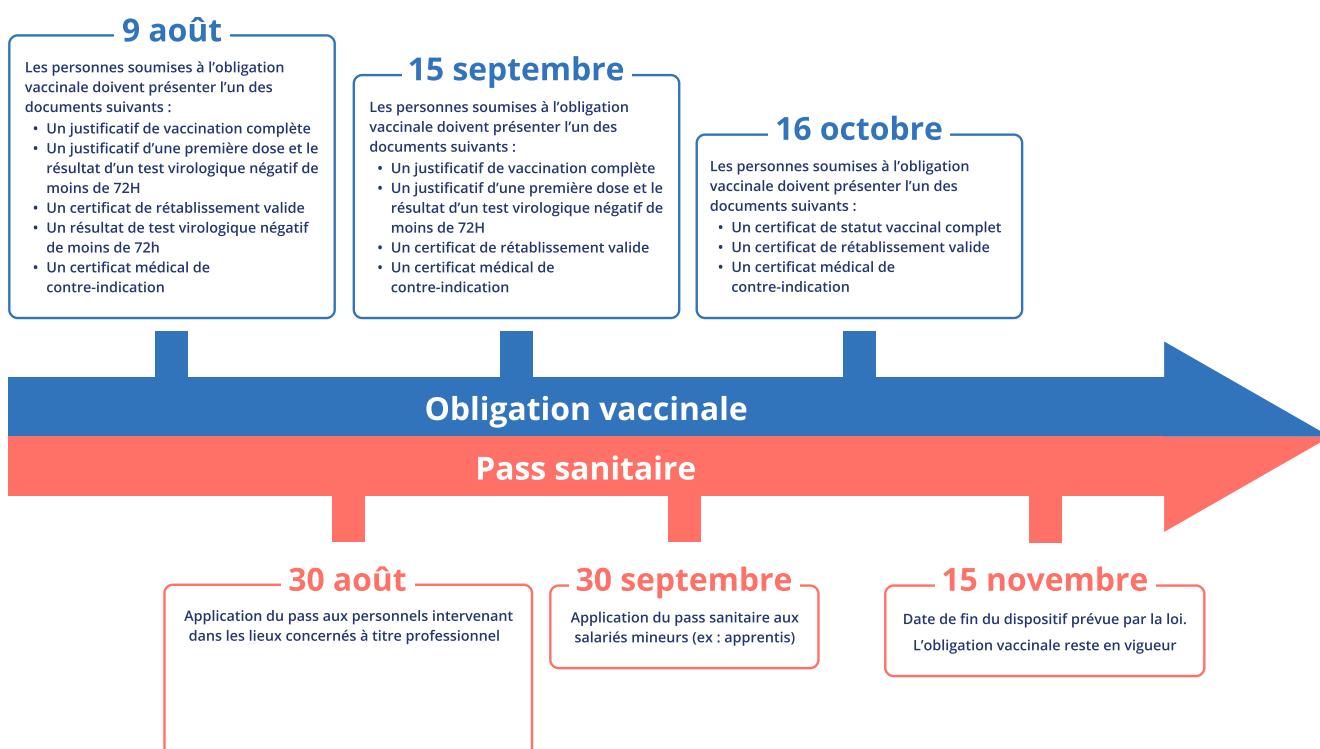 9 août
Les personnes soumises à l’obligation
vaccinale doivent présenter l’un des
documents suivants :
• Un justificatif de vaccination complète
• Un justificatif d’une première dose et le
résultat d’un test virologique négatif de
moins de 72H
• Un certificat de rétablissement valide
• Un résultat de test virologique négatif
de moins de 72h
• Un certificat médical de
contre-indication
15 septembre
Les personnes soumises à l’obligation
vaccinale doivent présenter l’un des
documents suivants :
• Un justificatif de vaccination complète
• Un justificatif d’une première dose et le
résultat d’un test virologique négatif de
moins de 72H
• Un certificat de rétablissement valide
• Un certificat médical de
contre-indication
16 octobre
Les personnes soumises à l’obligation
vaccinale doivent présenter l’un des
documents suivants :
• Un certificat de statut vaccinal complet
• Un certificat de rétablissement valide
• Un certificat médical de
contre-indication
Obligation vaccinale
Pass sanitaire
30 août
Application du pass aux personnels intervenant
dans les lieux concernés à titre professionnel
30 septembre
Application du pass sanitaire aux
salariés mineurs (ex : apprentis)
15 novembre
Date de fin du dispositif prévue par la loi.
L’obligation vaccinale reste en vigueur